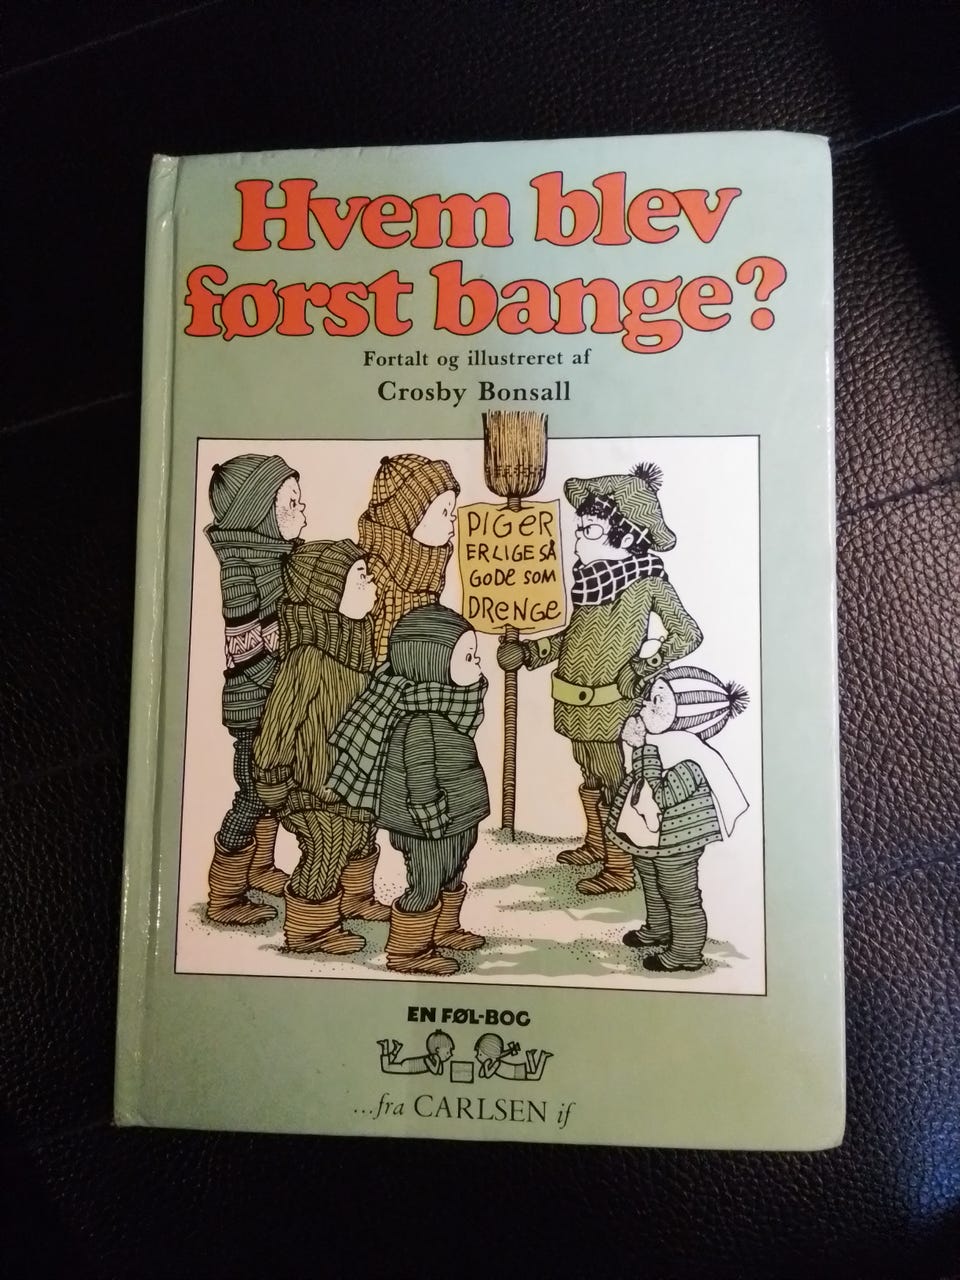 Hvem blev
først bange?
Fortalt og illustreret af
Crosby Bonsall
PIGER
ER LIGE SÅ
GODE SOM
DRENGE
EN FØL-BOG
...fra CARLSEN if